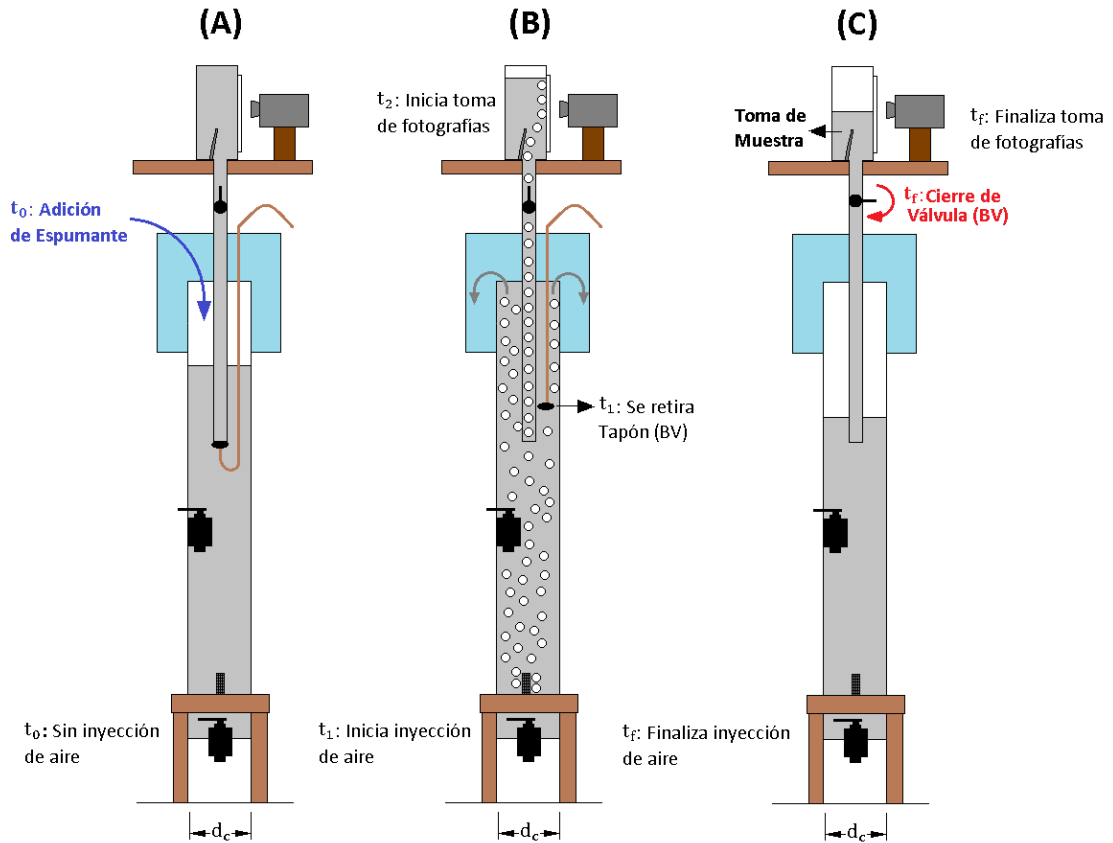 (A)
(B)
(C)
t₂: Inicia toma
de fotografías
Toma de
Muestra
t_f: Finaliza toma
de fotografías
t₀: Adición
de Espumante
t_f: Cierre de
Válvula (BV)
t₁: Se retira
Tapón (BV)
t₀: Sin inyección
de aire
t₁: Inicia inyección
de aire
t_f: Finaliza inyección
de aire
d_c
d_c
d_c